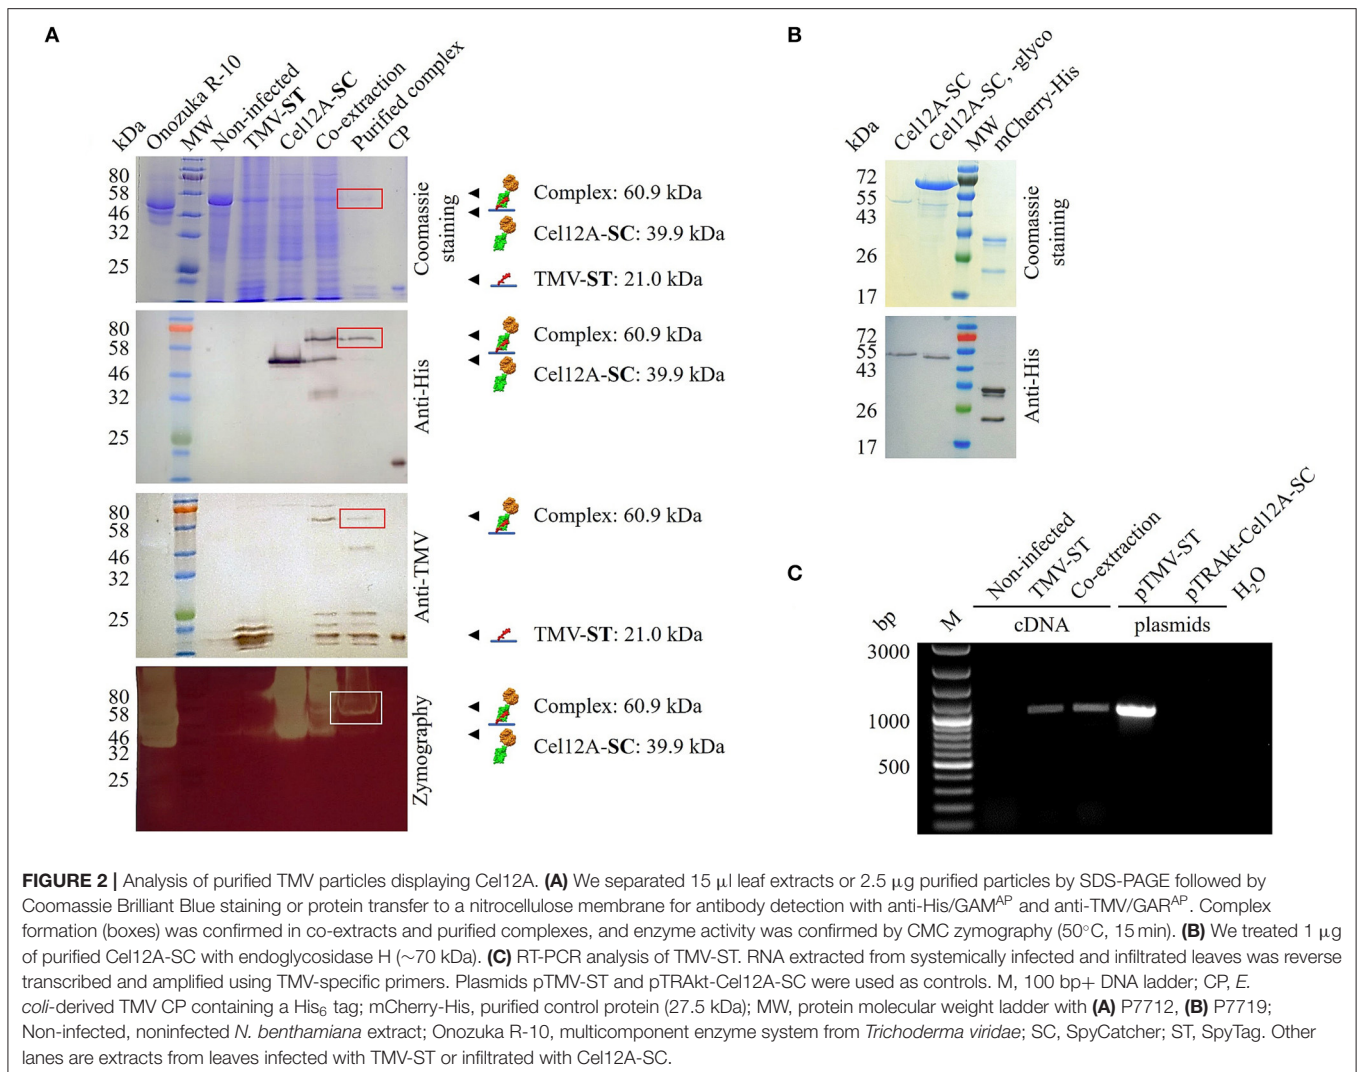 A
kDa
Onozuka R-10
MW
Non-infected
TMV-ST
Cel12A-SC
Co-extraction
Purified complex
CP
80
58
46
32
25
Coomassie
staining
Complex: 60.9 kDa
Cel12A-SC: 39.9 kDa
TMV-ST: 21.0 kDa
80
58
46
32
25
Anti-His
Complex: 60.9 kDa
Cel12A-SC: 39.9 kDa
80
58
46
32
25
Anti-TMV
Complex: 60.9 kDa
TMV-ST: 21.0 kDa
80
58
46
32
25
Zymography
Complex: 60.9 kDa
Cel12A-SC: 39.9 kDa
B
kDa
Cel12A-SC
Cel12A-SC, -glyco
MW
mCherry-His
72
55
43
26
17
Coomassie
staining
72
55
43
26
17
Anti-His
C
bp
M
Non-infected
TMV-ST
Co-extraction
pTMV-ST
pTRAkt-Cel12A-SC
H2O
cDNA
plasmids
3000
1000
500
FIGURE 2 | Analysis of purified TMV particles displaying Cel12A. (A) We separated 15 µl leaf extracts or 2.5 µg purified particles by SDS-PAGE followed by
Coomassie Brilliant Blue staining or protein transfer to a nitrocellulose membrane for antibody detection with anti-His/GAM^AP and anti-TMV/GAR^AP. Complex
formation (boxes) was confirmed in co-extracts and purified complexes, and enzyme activity was confirmed by CMC zymography (50°C, 15 min). (B) We treated 1 µg
of purified Cel12A-SC with endoglycosidase H (∼70 kDa). (C) RT-PCR analysis of TMV-ST. RNA extracted from systemically infected and infiltrated leaves was reverse
transcribed and amplified using TMV-specific primers. Plasmids pTMV-ST and pTRAkt-Cel12A-SC were used as controls. M, 100 bp+ DNA ladder; CP, E.
coli-derived TMV CP containing a His6 tag; mCherry-His, purified control protein (27.5 kDa); MW, protein molecular weight ladder with (A) P7712, (B) P7719;
Non-infected, noninfected N. benthamiana extract; Onozuka R-10, multicomponent enzyme system from Trichoderma viridae; SC, SpyCatcher; ST, SpyTag. Other
lanes are extracts from leaves infected with TMV-ST or infiltrated with Cel12A-SC.